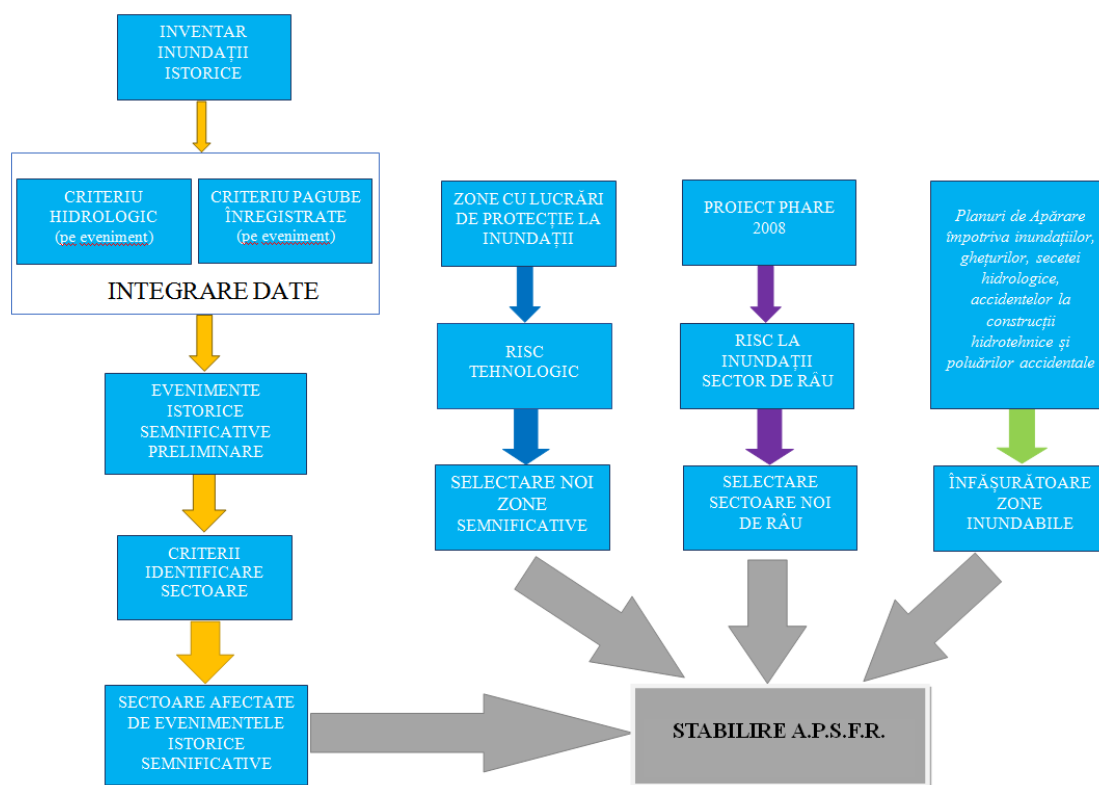 INVENTAR
INUNDAȚII
ISTORICE
CRITERIU
HIDROLOGIC
(pe eveniment)
CRITERIU PAGUBE
ÎNREGISTRATE
(pe eveniment)
INTEGRARE DATE
EVENIMENTE
ISTORICE
SEMNIFICATIVE
PRELIMINARE
CRITERII
IDENTIFICARE
SECTOARE
SECTOARE AFECTATE
DE EVENIMENTELE
ISTORICE
SEMNIFICATIVE
ZONE CU LUCRĂRI
DE PROTECȚIE LA
INUNDAȚII
RISC
TEHNOLOGIC
SELECTARE NOI
ZONE
SEMNIFICATIVE
PROIECT PHARE
2008
RISC LA
INUNDAȚII
SECTOR DE RÂU
SELECTARE
SECTOARE NOI
DE RÂU
Planuri de Apărare
împotriva inundațiilor,
ghețurilor, secetei
hidrologice,
accidentelor la
construcții
hidrotehnice și
poluărilor accidentale
ÎNFĂȘURĂTOARE
ZONE
INUNDABILE
STABILIRE A.P.S.F.R.